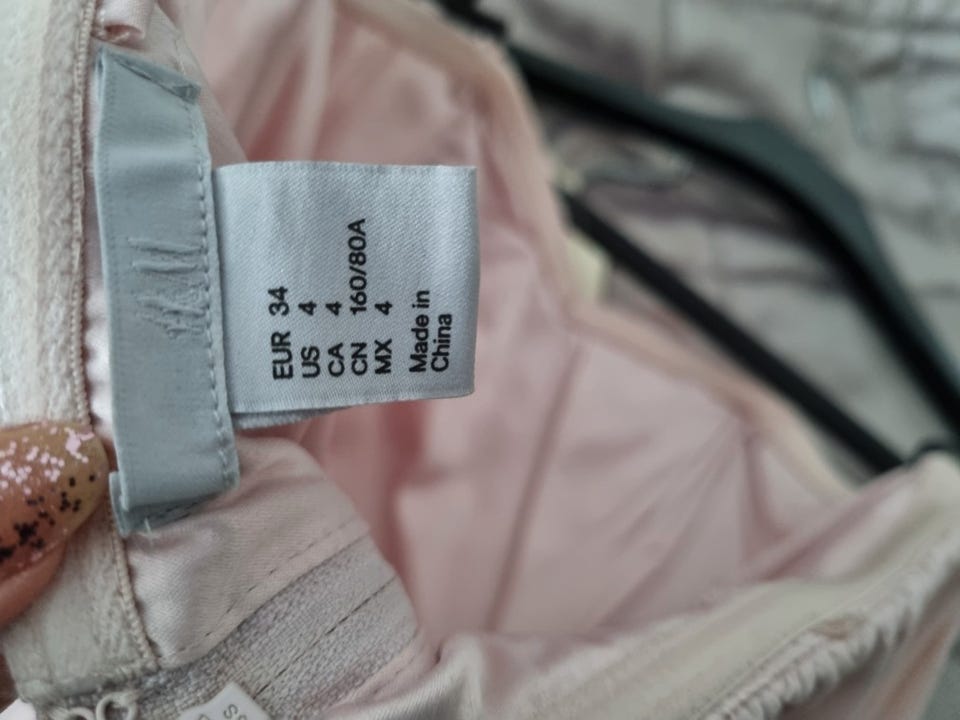 EUR 34
US 4
CA 4
CN 160/80A
MX 4
Made in
China